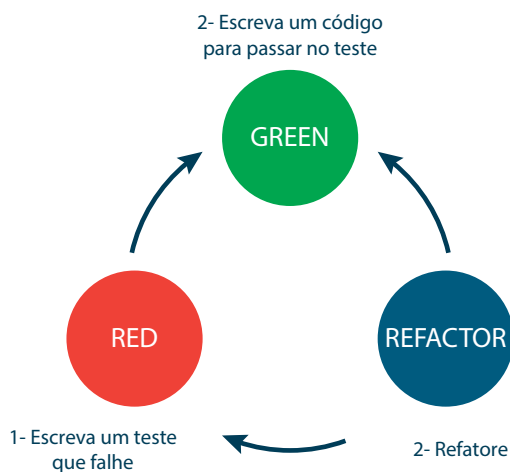 2- Escreva um código
para passar no teste
GREEN
RED
REFACTOR
1- Escreva um teste
que falhe
2- Refatore